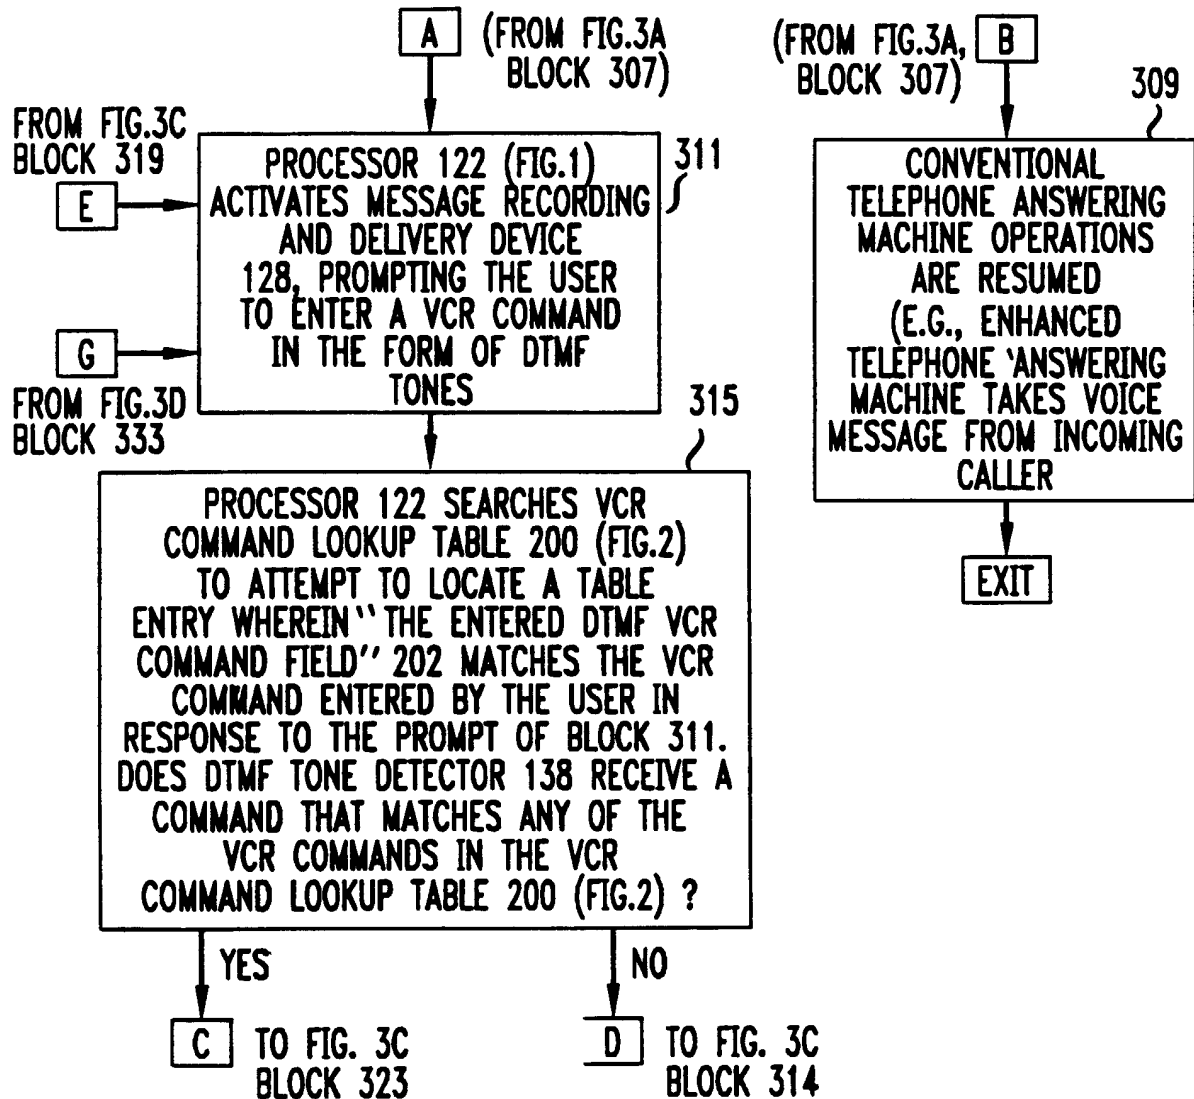 A
(FROM FIG.3A
BLOCK 307)
(FROM FIG.3A,
BLOCK 307)
B
309
FROM FIG.3C
BLOCK 319
E
G
FROM FIG.3D
BLOCK 333
311
PROCESSOR 122 (FIG.1)
ACTIVATES MESSAGE RECORDING
AND DELIVERY DEVICE
128, PROMPTING THE USER
TO ENTER A VCR COMMAND
IN THE FORM OF DTMF
TONES
CONVENTIONAL
TELEPHONE ANSWERING
MACHINE OPERATIONS
ARE RESUMED
(E.G., ENHANCED
TELEPHONE 'ANSWERING
MACHINE TAKES VOICE
MESSAGE FROM INCOMING
CALLER
EXIT
315
PROCESSOR 122 SEARCHES VCR
COMMAND LOOKUP TABLE 200 (FIG.2)
TO ATTEMPT TO LOCATE A TABLE
ENTRY WHEREIN "THE ENTERED DTMF VCR
COMMAND FIELD" 202 MATCHES THE VCR
COMMAND ENTERED BY THE USER IN
RESPONSE TO THE PROMPT OF BLOCK 311.
DOES DTMF TONE DETECTOR 138 RECEIVE A
COMMAND THAT MATCHES ANY OF THE
VCR COMMANDS IN THE VCR
COMMAND LOOKUP TABLE 200 (FIG.2) ?
YES
NO
C
TO FIG. 3C
BLOCK 323
D
TO FIG. 3C
BLOCK 314